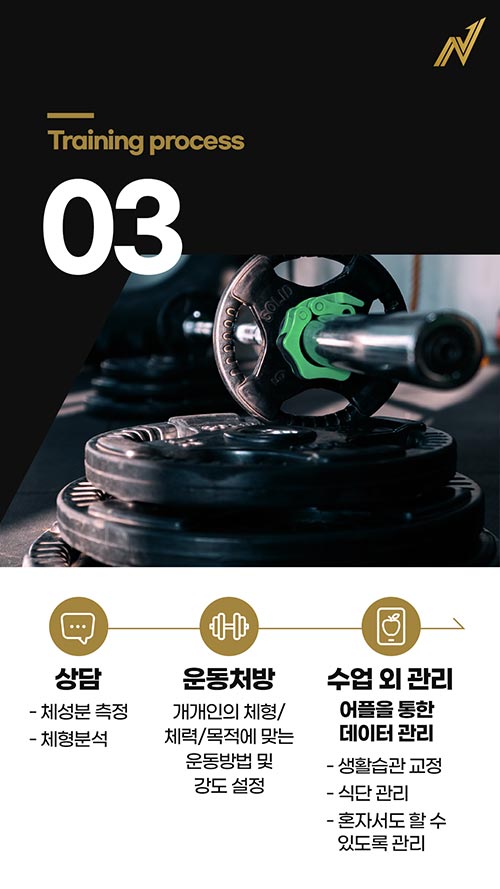 Training process
03
SOLID
상담
- 체성분 측정
- 체형분석
운동처방
개개인의 체형/
체력/목적에 맞는
운동방법 및
강도 설정
수업 외 관리
어플을 통한
데이터 관리
- 생활습관 교정
- 식단 관리
- 혼자서도 할 수
있도록 관리